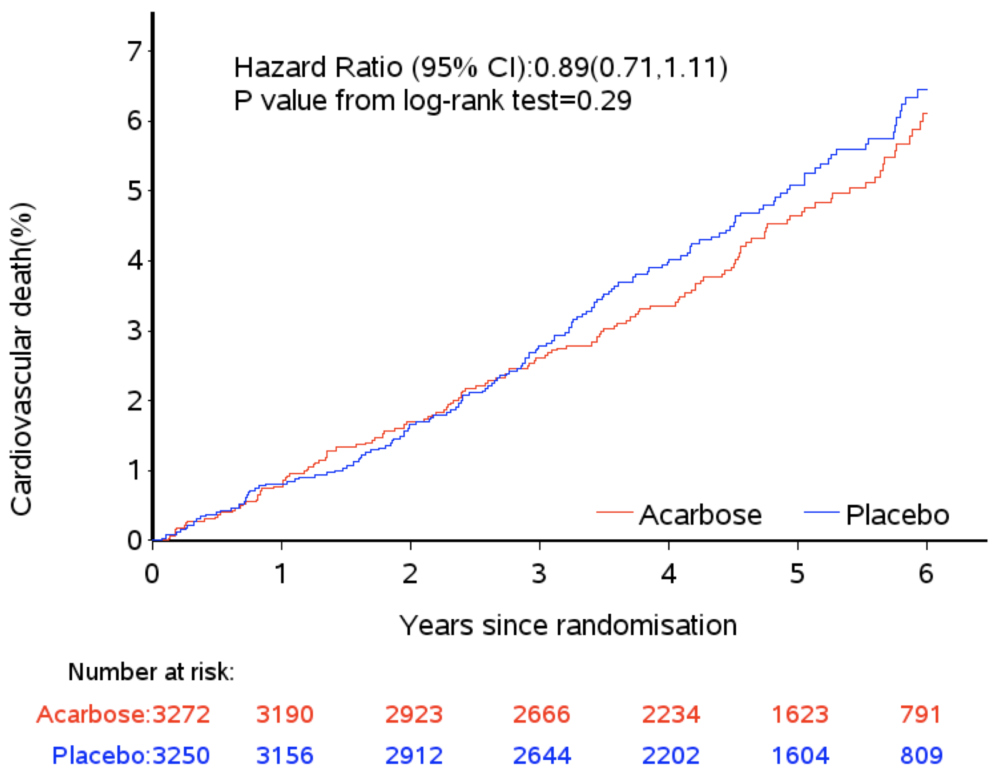 7
Hazard Ratio (95% CI):0.89(0.71,1.11)
P value from log-rank test=0.29
6
5
4
3
2
1
0
Cardiovascular death(%)
Acarbose Placebo
0 1 2 3 4 5 6
Years since randomisation
Number at risk:
Acarbose:3272 3190 2923 2666 2234 1623 791
Placebo:3250 3156 2912 2644 2202 1604 809